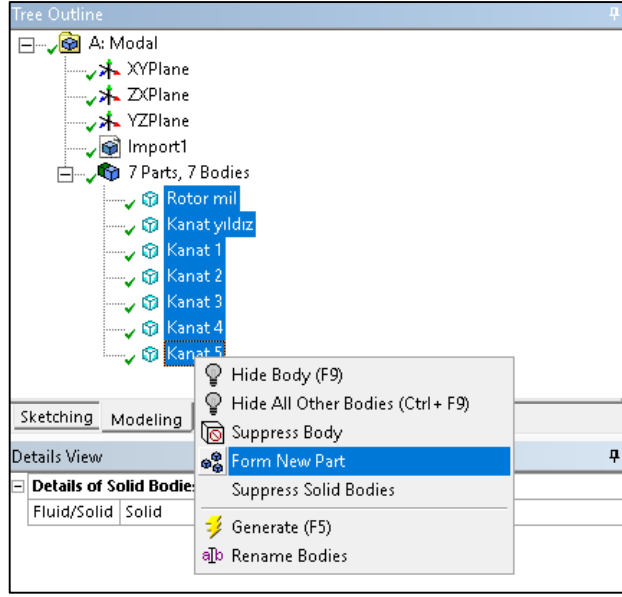 Tree Outline
A: Modal
XYPlane
ZXPlane
YZPlane
Import1
7 Parts, 7 Bodies
Rotor mil
Kanat yıldız
Kanat 1
Kanat 2
Kanat 3
Kanat 4
Kanat 5
Hide Body (F9)
Hide All Other Bodies (Ctrl+ F9)
Suppress Body
Form New Part
Suppress Solid Bodies
Generate (F5)
Rename Bodies
Sketching Modeling
Details View
Details of Solid Bodie
Fluid/Solid Solid